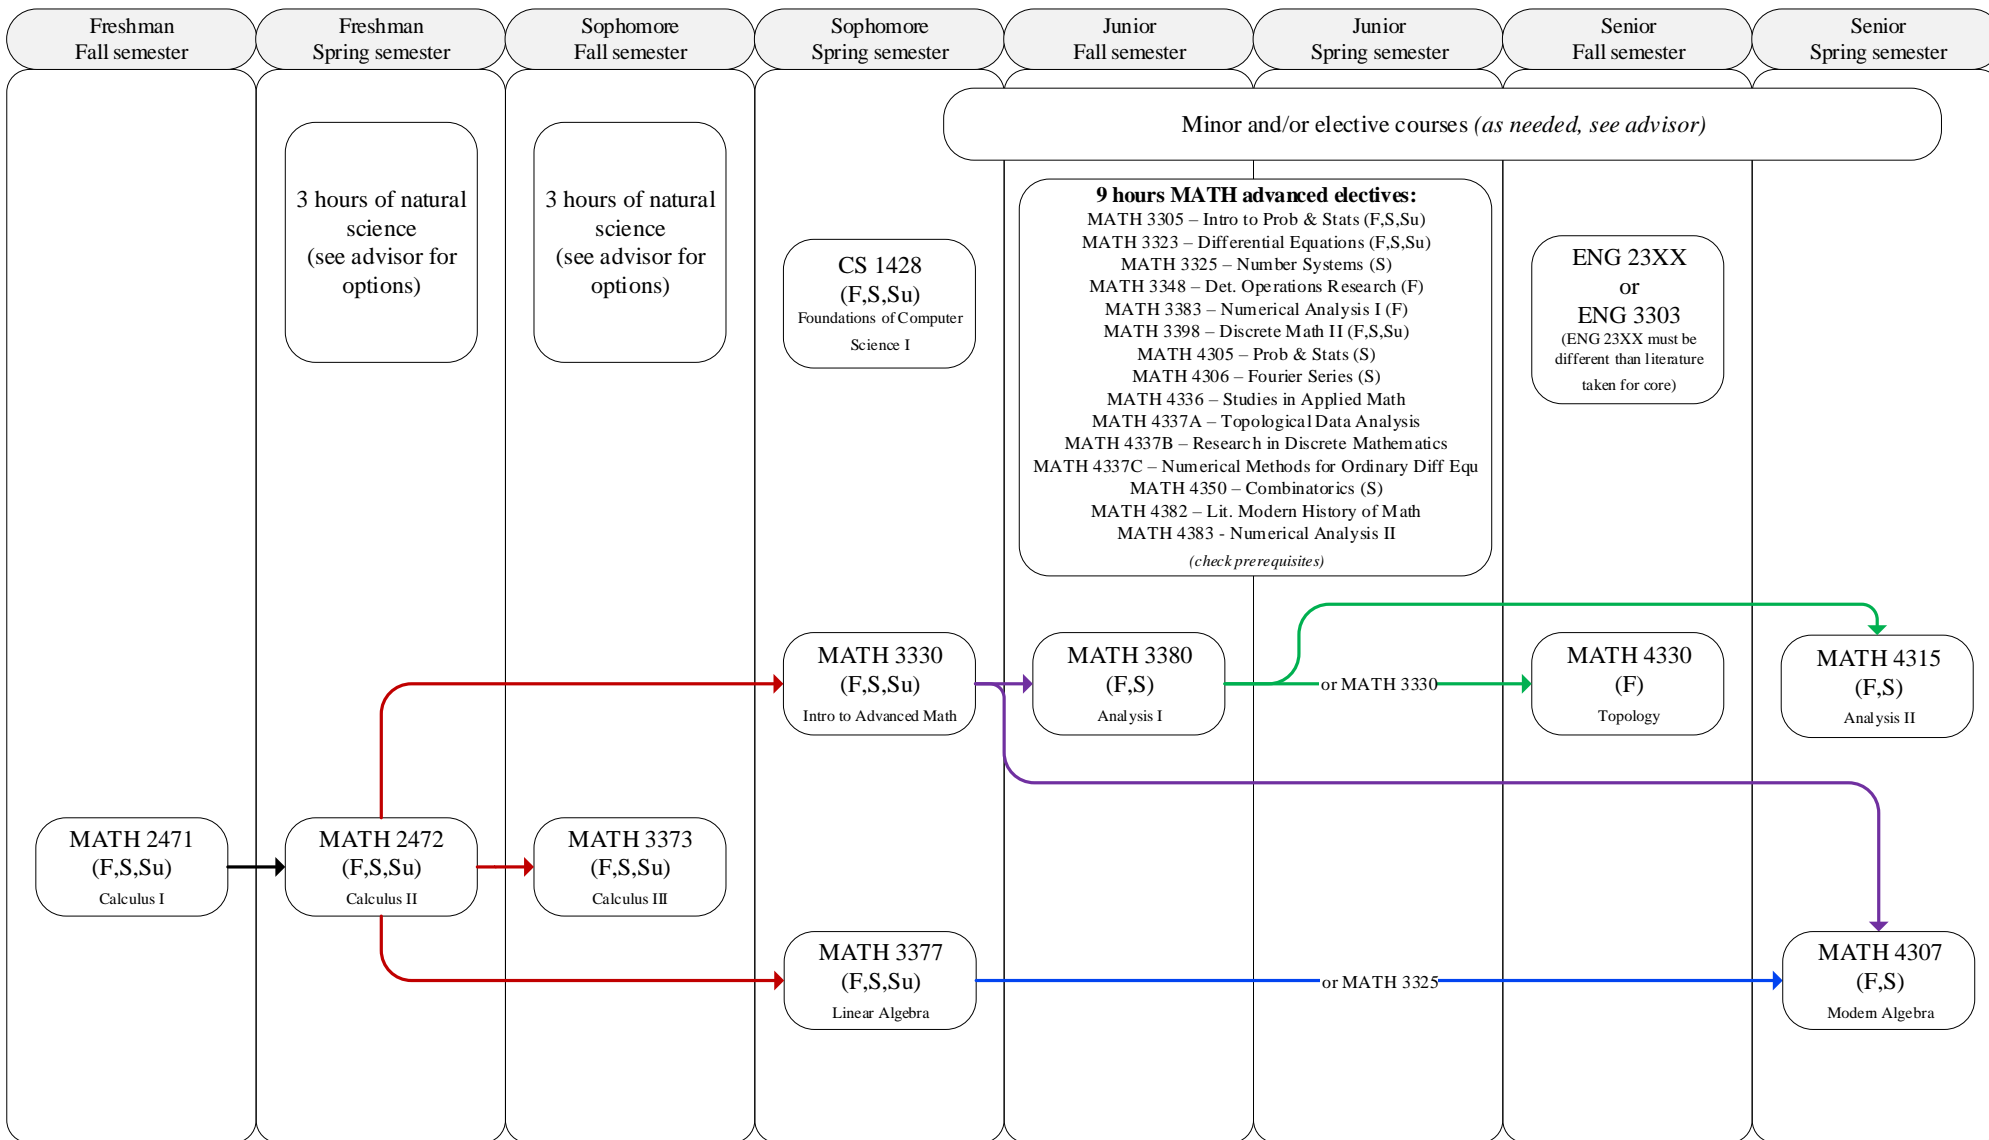 Freshman
Fall semester
Freshman
Spring semester
Sophomore
Fall semester
Sophomore
Spring semester
Junior
Fall semester
Junior
Spring semester
Senior
Fall semester
Senior
Spring semester
Minor and/or elective courses (as needed, see advisor)
3 hours of natural
science
(see advisor for
options)
3 hours of natural
science
(see advisor for
options)
CS 1428
(F,S,Su)
Foundations of Computer
Science I
9 hours MATH advanced electives:
MATH 3305 – Intro to Prob & Stats (F,S,Su)
MATH 3323 – Differential Equations (F,S,Su)
MATH 3325 – Number Systems (S)
MATH 3348 – Det. Operations Research (F)
MATH 3383 – Numerical Analysis I (F)
MATH 3398 – Discrete Math II (F,S,Su)
MATH 4305 – Prob & Stats (S)
MATH 4306 – Fourier Series (S)
MATH 4336 – Studies in Applied Math
MATH 4337A – Topological Data Analysis
MATH 4337B – Research in Discrete Mathematics
MATH 4337C – Numerical Methods for Ordinary Diff Equ
MATH 4350 – Combinatorics (S)
MATH 4382 – Lit. Modern History of Math
MATH 4383 - Numerical Analysis II
(check prerequisites)
ENG 23XX
or
ENG 3303
(ENG 23XX must be
different than literature
taken for core)
MATH 3330
(F,S,Su)
Intro to Advanced Math
MATH 3380
(F,S)
Analysis I
or MATH 3330
MATH 4330
(F)
Topology
MATH 4315
(F,S)
Analysis II
MATH 2471
(F,S,Su)
Calculus I
MATH 2472
(F,S,Su)
Calculus II
MATH 3373
(F,S,Su)
Calculus III
MATH 3377
(F,S,Su)
Linear Algebra
or MATH 3325
MATH 4307
(F,S)
Modern Algebra